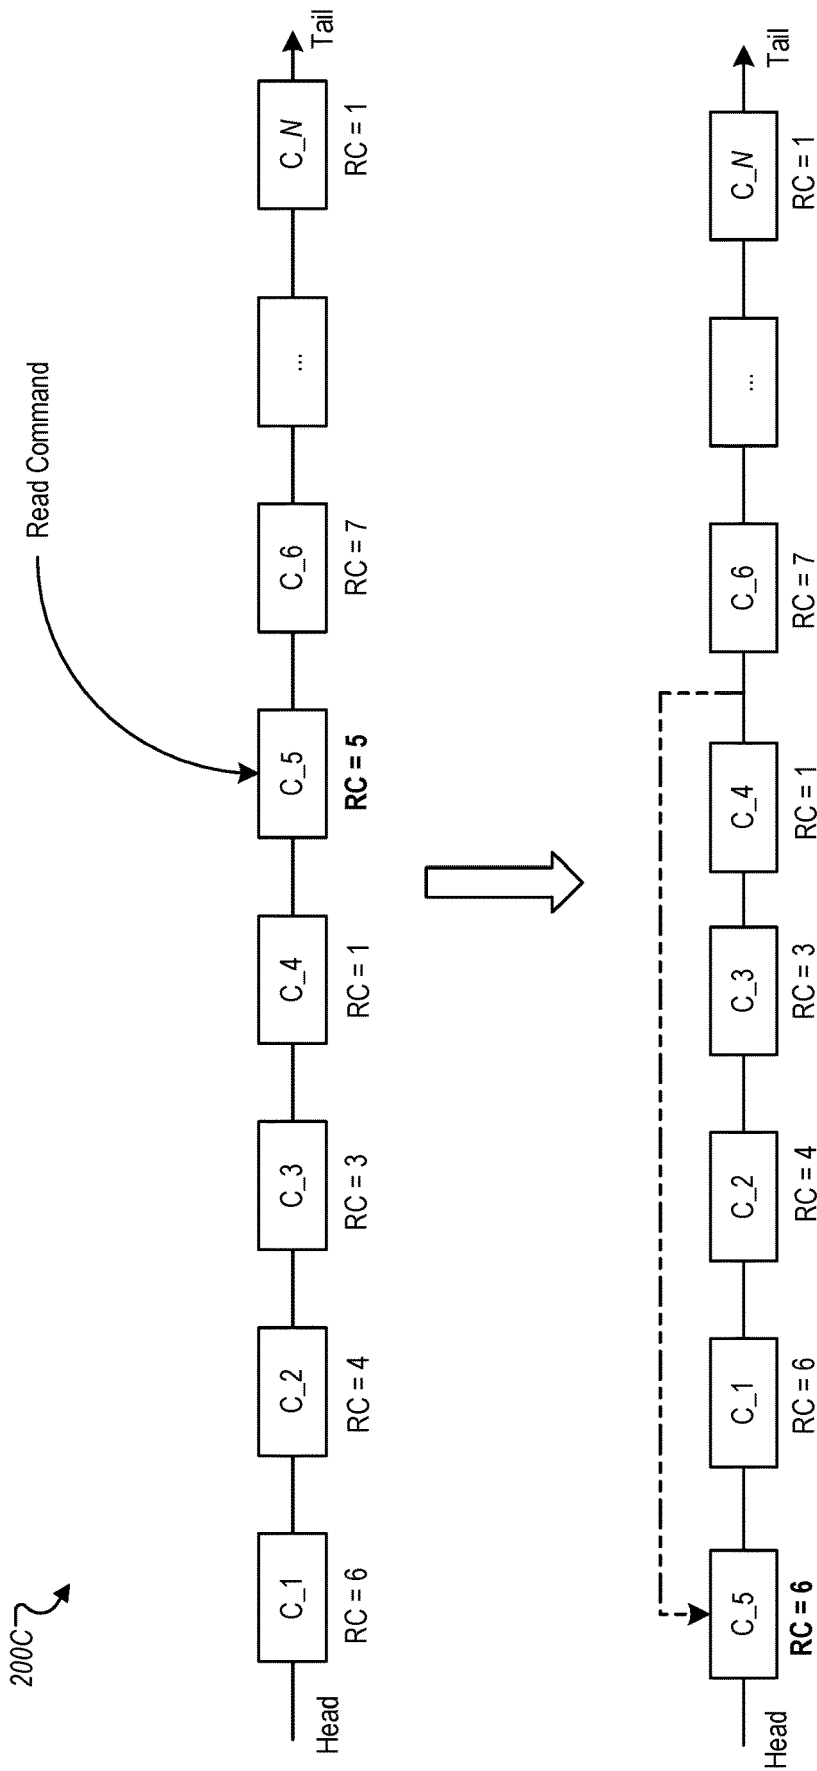 200C
Read Command
Head
C_1
C_2
C_3
C_4
C_5
C_6
...
C_N
Tail
RC = 6
RC = 4
RC = 3
RC = 1
RC = 5
RC = 7
RC = 1
Head
C_5
C_1
C_2
C_3
C_4
C_6
...
C_N
Tail
RC = 6
RC = 6
RC = 4
RC = 3
RC = 1
RC = 7
RC = 1